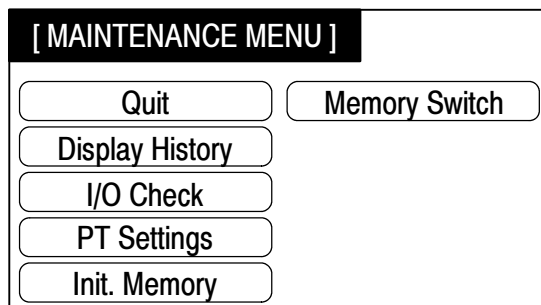 [ MAINTENANCE MENU ]
Quit
Memory Switch
Display History
I/O Check
PT Settings
Init. Memory